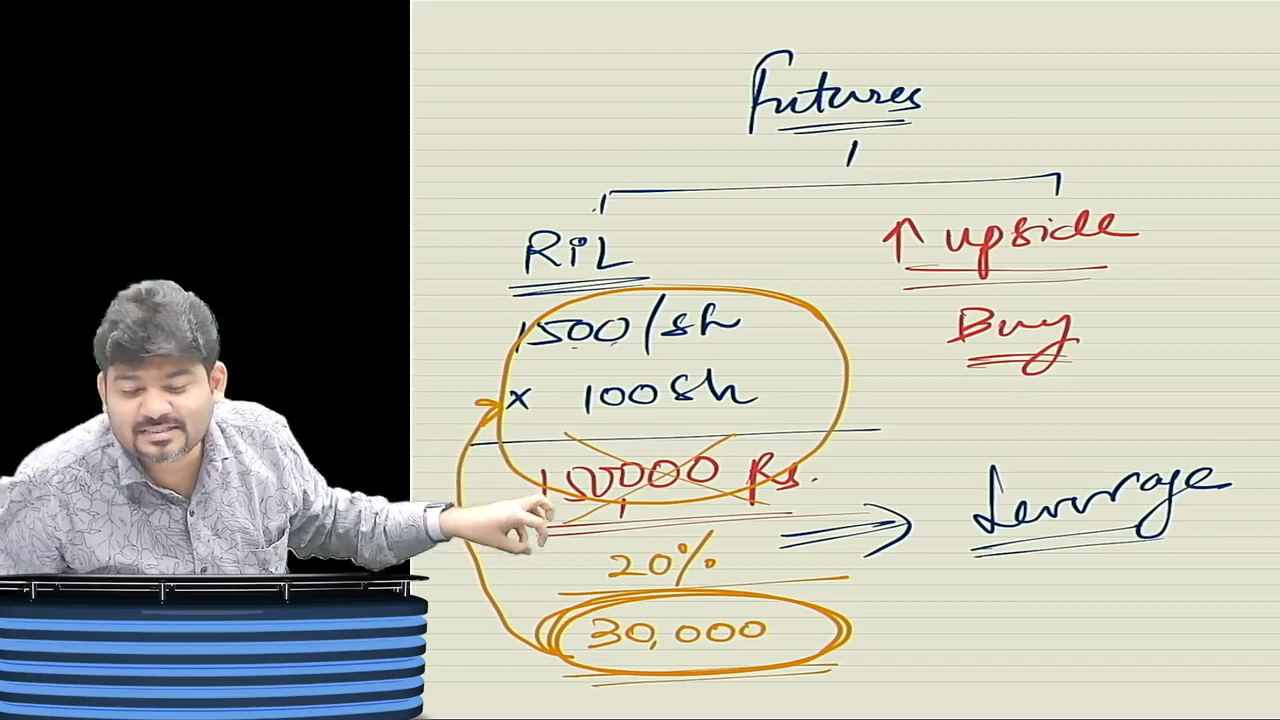 Futures
RIL
↑ upside
1500/sh
Buy
x 100 sh
150000 Rs.
Leverage
20%
30,000